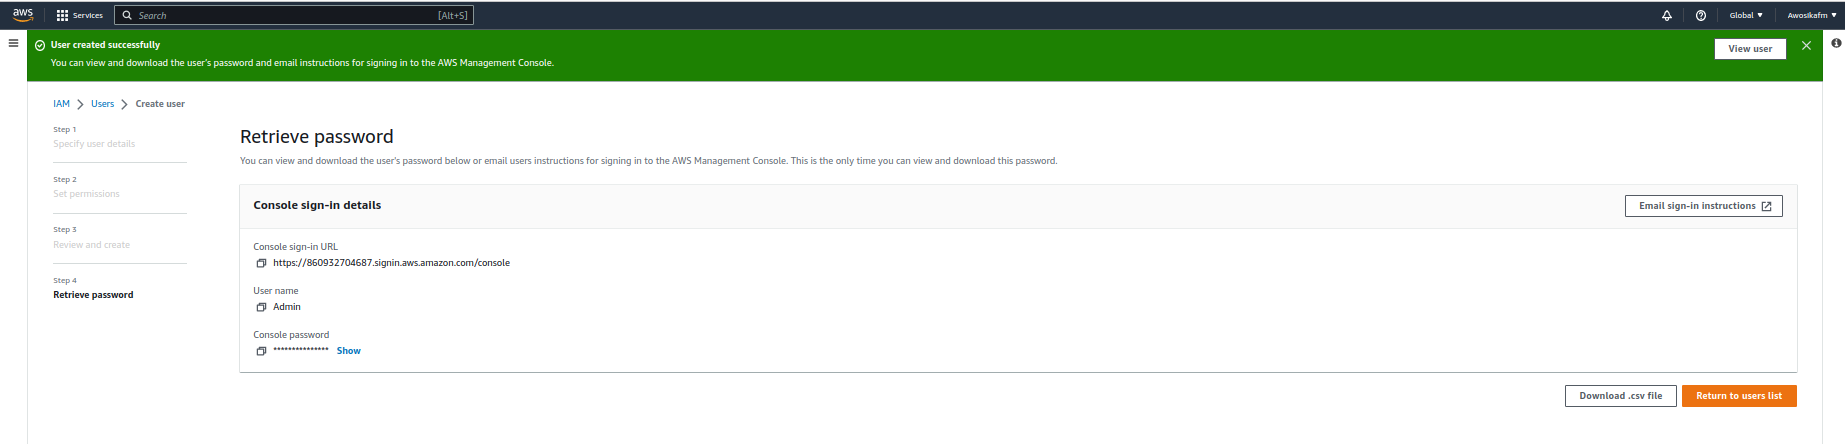 aws Services Search [Alt+S] Global Awosikafm
User created successfully
You can view and download the user's password and email instructions for signing in to the AWS Management Console.
View user
IAM Users Create user
Step 1
Specify user details
Step 2
Set permissions
Step 3
Review and create
Step 4
Retrieve password
Retrieve password
You can view and download the user's password below or email users instructions for signing in to the AWS Management Console. This is the only time you can view and download this password.
Console sign-in details
Email sign-in instructions
Console sign-in URL
https://860932704687.signin.aws.amazon.com/console
User name
Admin
Console password
*************** Show
Download .csv file
Return to users list